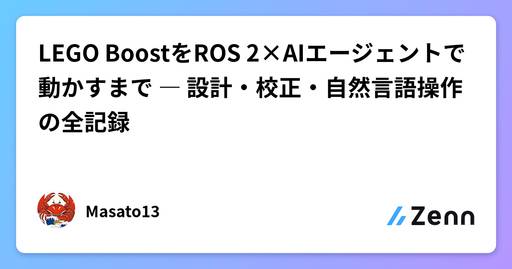 LEGO BoostをROS 2×AIエージェントで
動かすまで — 設計・校正・自然言語操作
の全記録
Masato13
Zenn